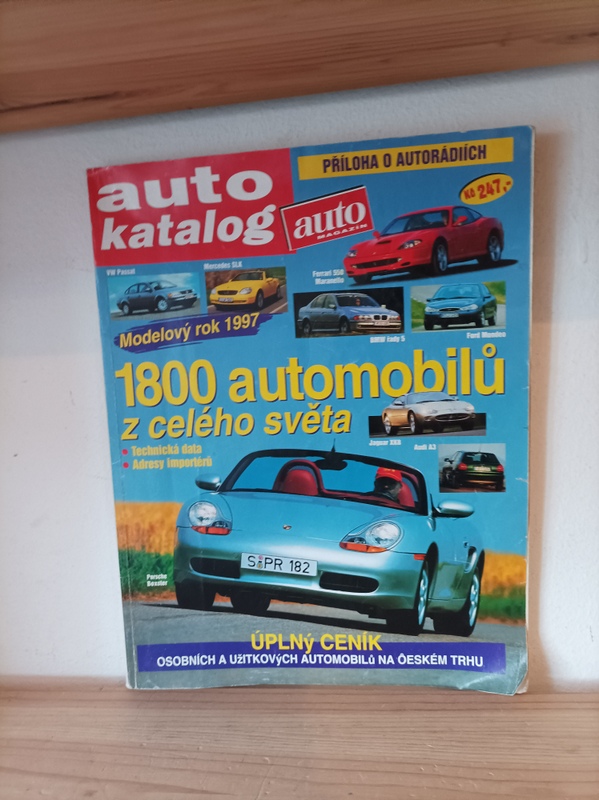 PŘÍLOHA O AUTORÁDIÍCH
auto
katalog
auto
MAGAZÍN
Kč 247,-
VW Passat
Mercedes SLK
Ferrari 550
Maranello
Modelový rok 1997
BMW řady 5
Ford Mondeo
1800 automobilů
z celého světa
Jaguar XK8
Audi A3
• Technická data
• Adresy importérů
S PR 182
Porsche
Boxster
ÚPLNÝ CENÍK
OSOBNÍCH A UŽITKOVÝCH AUTOMOBILů NA ČESKÉM TRHU